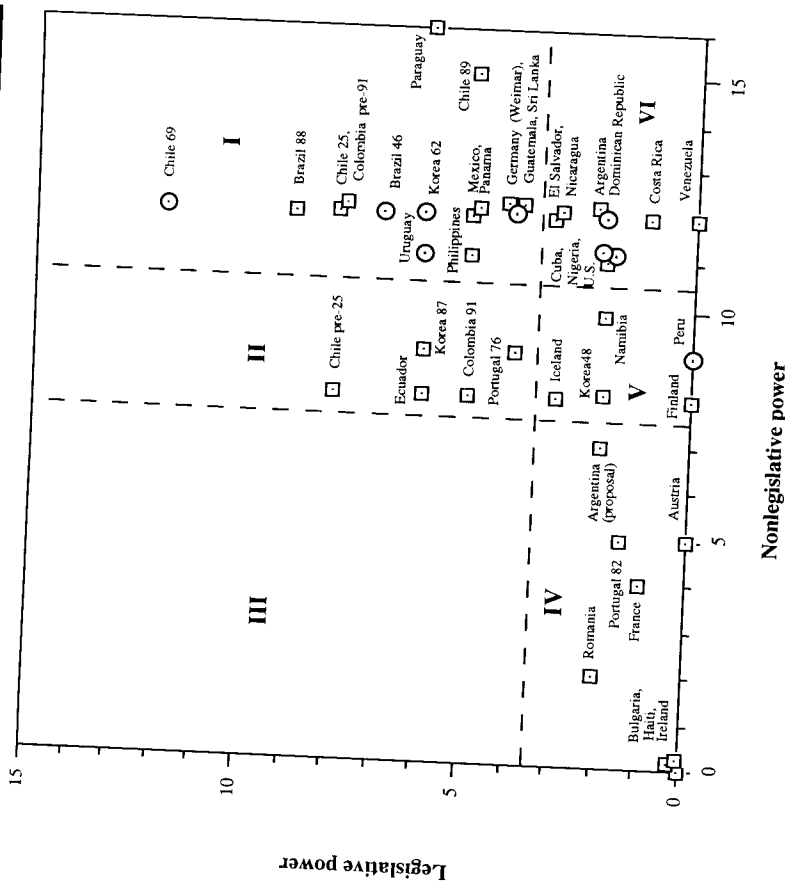 15
10
5
0
Legislative power
0
5
10
15
Nonlegislative power
I
II
III
IV
V
VI
Chile 69
Brazil 88
Chile 25,
Colombia pre-91
Brazil 46
Korea 62
Uruguay
Paraguay
Chile 89
Mexico,
Panama
Philippines
Germany (Weimar),
Guatemala, Sri Lanka
El Salvador,
Nicaragua
Argentina
Dominican Republic
Cuba,
Nigeria,
U.S.
Costa Rica
Venezuela
Chile pre-25
Ecuador
Korea 87
Colombia 91
Portugal 76
Iceland
Korea48
Namibia
Peru
Finland
Argentina
(proposal)
Austria
Portugal 82
France
Romania
Bulgaria,
Haiti,
Ireland